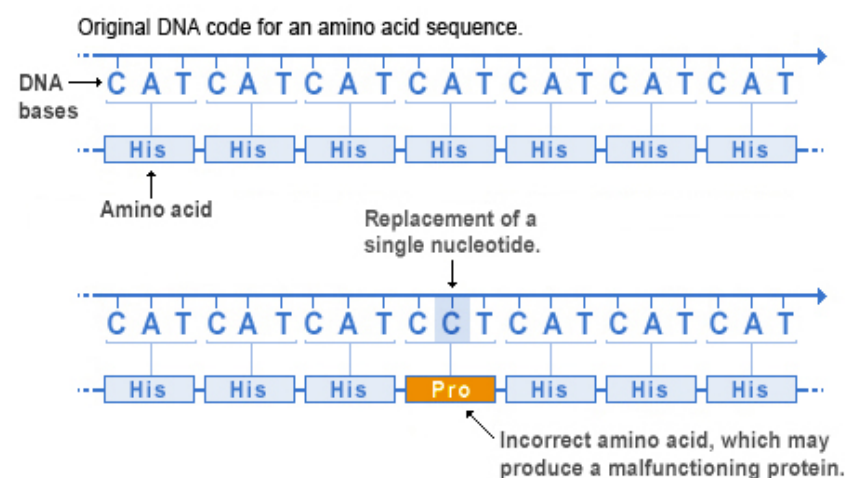 Original DNA code for an amino acid sequence.
DNA bases
C A T C A T C A T C A T C A T C A T C A T
His His His His His His His
Amino acid
Replacement of a
single nucleotide.
C A T C A T C A T C C T C A T C A T C A T
His His His Pro His His His
Incorrect amino acid, which may
produce a malfunctioning protein.